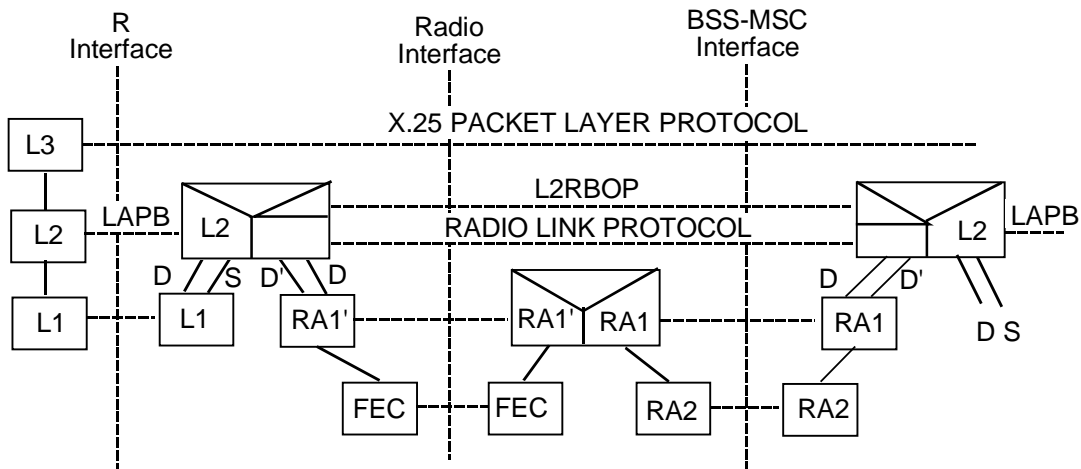 R
Interface
Radio
Interface
BSS-MSC
Interface
X.25 PACKET LAYER PROTOCOL
L3
L2RBOP
LAPB
L2
L2
RADIO LINK PROTOCOL
L2
LAPB
D
S
D'
D
D
D'
L1
L1
RA1'
RA1'
RA1
RA1
D S
FEC
FEC
RA2
RA2